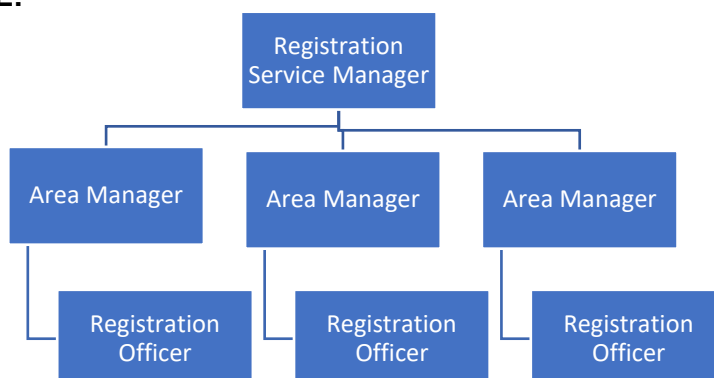 Registration
Service Manager
Area Manager
Area Manager
Area Manager
Registration
Officer
Registration
Officer
Registration
Officer